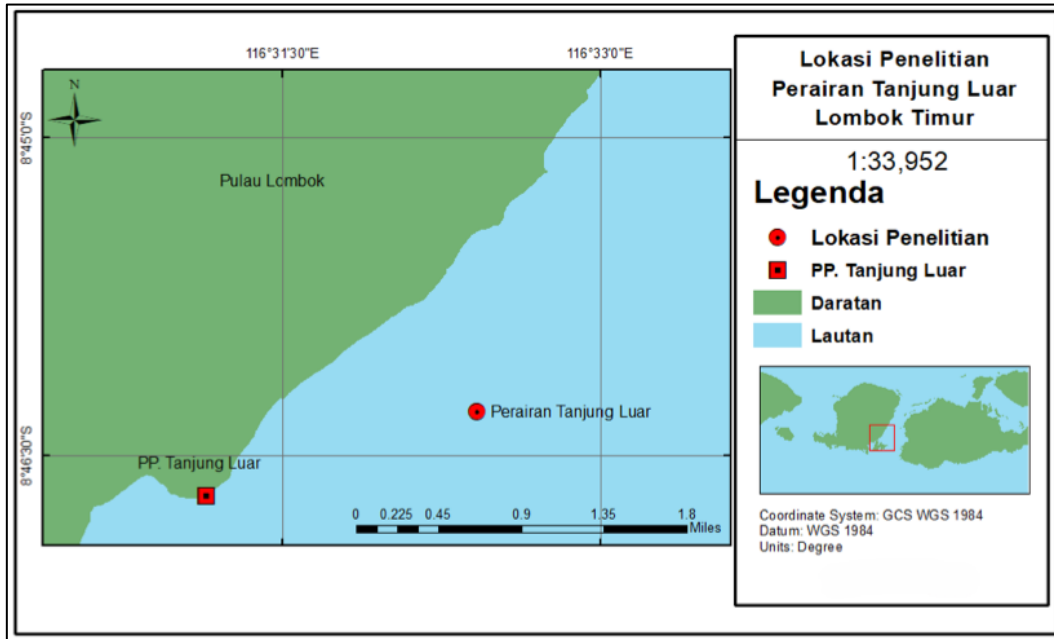 116°31'30"E
116°33'0"E
N
8°45'0"S
Pulau Lombok
Perairan Tanjung Luar
8°46'30"S
PP. Tanjung Luar
0 0.225 0.45 0.9 1.35 1.8
Miles
Lokasi Penelitian
Perairan Tanjung Luar
Lombok Timur
1:33,952
Legenda
Lokasi Penelitian
PP. Tanjung Luar
Daratan
Lautan
Coordinate System: GCS WGS 1984
Datum: WGS 1984
Units: Degree